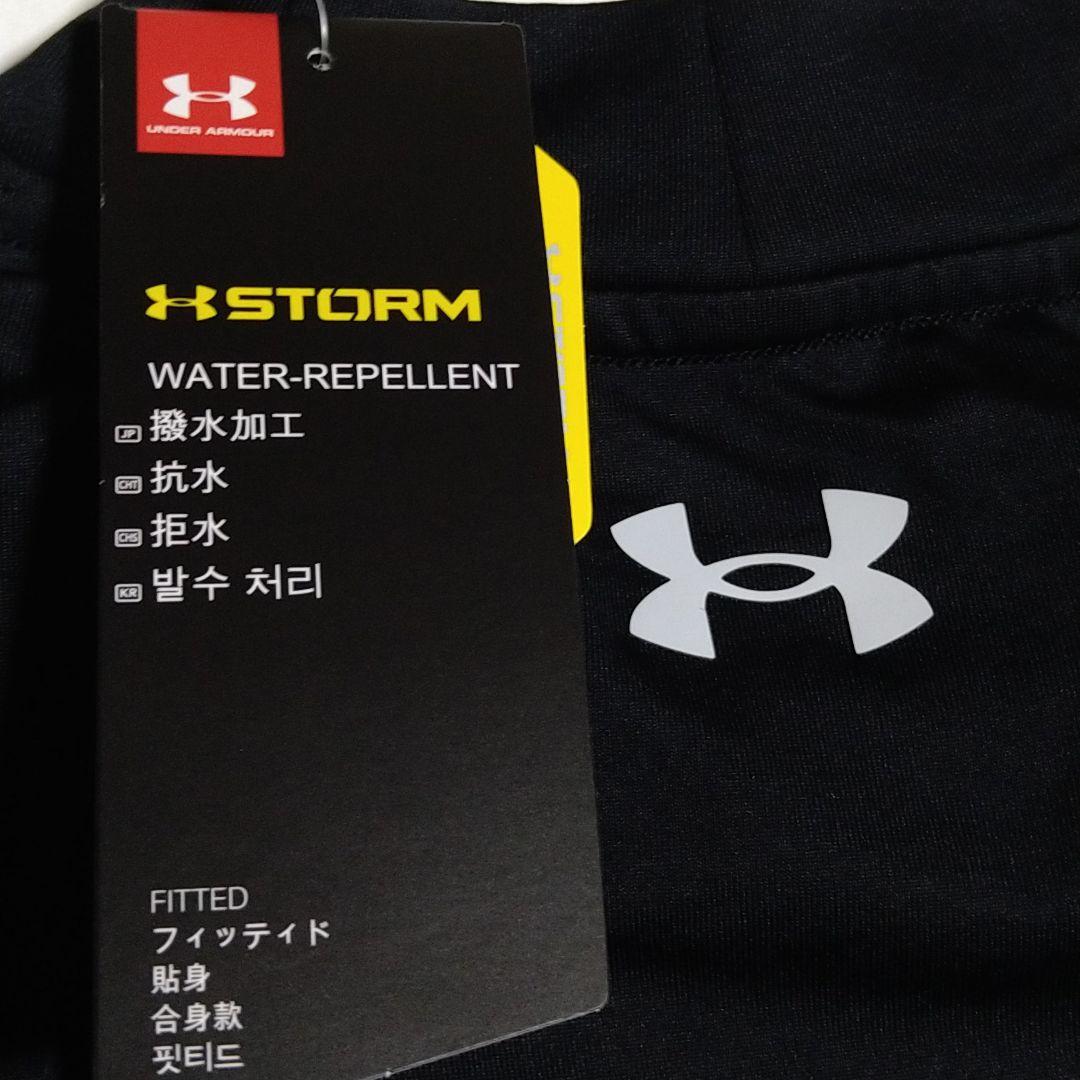 UNDER ARMOUR
STORM
WATER-REPELLENT
JP 撥水加工
CHT 抗水
CHS 拒水
KR 발수 처리
FITTED
フィッティド
貼身
合身款
핏티드